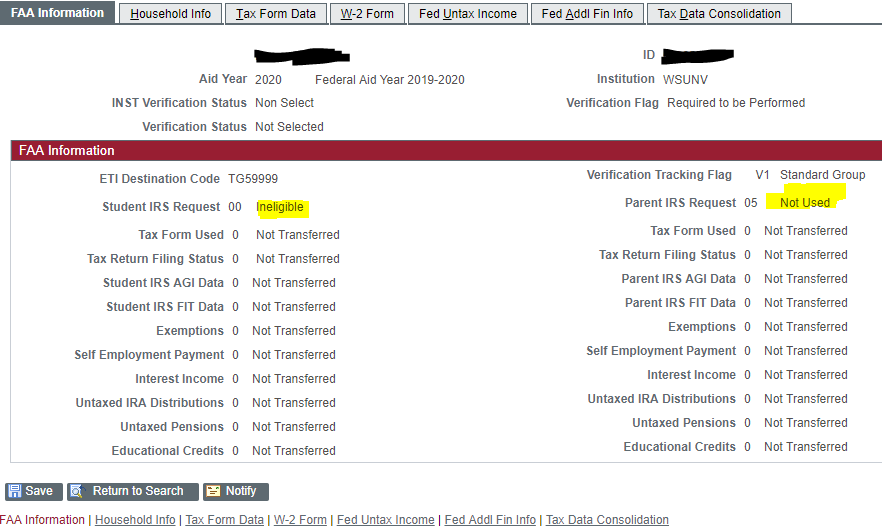 FAA Information Household Info Tax Form Data W-2 Form Fed Untax Income Fed Addl Fin Info Tax Data Consolidation
ID
Aid Year 2020 Federal Aid Year 2019-2020 Institution WSUNV
INST Verification Status Non Select Verification Flag Required to be Performed
Verification Status Not Selected
FAA Information
ETI Destination Code TG59999 Verification Tracking Flag V1 Standard Group
Student IRS Request 00 Ineligible Parent IRS Request 05 Not Used
Tax Form Used 0 Not Transferred Tax Form Used 0 Not Transferred
Tax Return Filing Status 0 Not Transferred Tax Return Filing Status 0 Not Transferred
Student IRS AGI Data 0 Not Transferred Parent IRS AGI Data 0 Not Transferred
Student IRS FIT Data 0 Not Transferred Parent IRS FIT Data 0 Not Transferred
Exemptions 0 Not Transferred Exemptions 0 Not Transferred
Self Employment Payment 0 Not Transferred Self Employment Payment 0 Not Transferred
Interest Income 0 Not Transferred Interest Income 0 Not Transferred
Untaxed IRA Distributions 0 Not Transferred Untaxed IRA Distributions 0 Not Transferred
Untaxed Pensions 0 Not Transferred Untaxed Pensions 0 Not Transferred
Educational Credits 0 Not Transferred Educational Credits 0 Not Transferred
Save Return to Search Notify
FAA Information | Household Info | Tax Form Data | W-2 Form | Fed Untax Income | Fed Addl Fin Info | Tax Data Consolidation